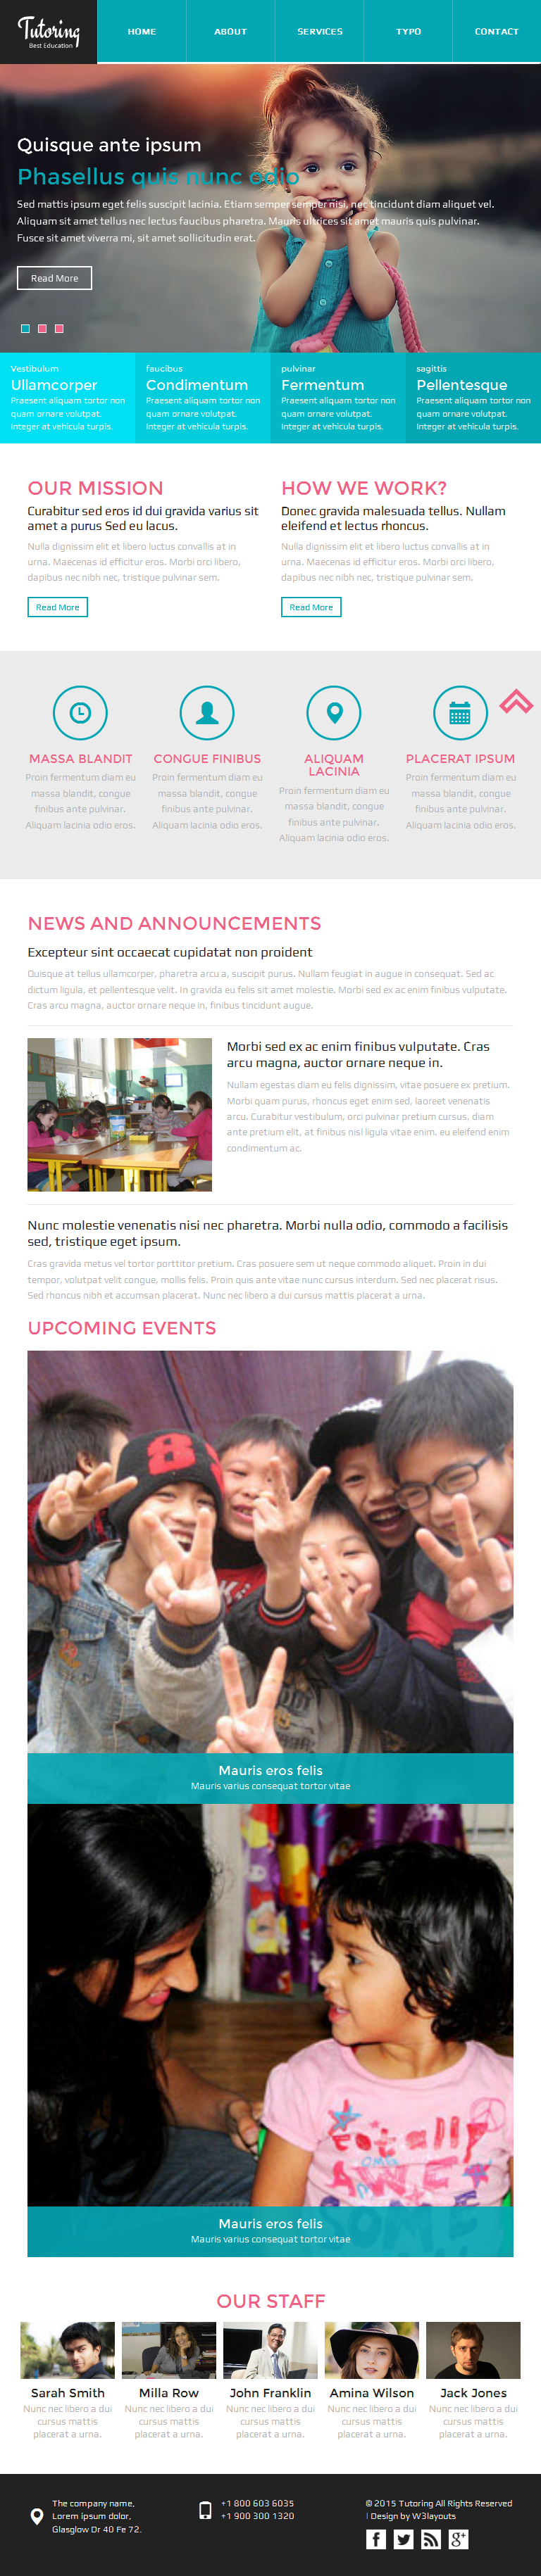 Tutoring
Best Education
HOME
ABOUT
SERVICES
TYPO
CONTACT
Quisque ante ipsum
Phasellus quis nunc odio
Sed mattis ipsum eget felis suscipit lacinia. Etiam semper semper nisi, nec tincidunt diam aliquet vel.
Aliquam sit amet tellus nec lectus faucibus pharetra. Mauris ultrices sit amet mauris quis pulvinar.
Fusce sit amet viverra mi, sit amet sollicitudin erat.
Read More
Vestibulum
Ullamcorper
Praesent aliquam tortor non
quam ornare volutpat.
Integer at vehicula turpis.
faucibus
Condimentum
Praesent aliquam tortor non
quam ornare volutpat.
Integer at vehicula turpis.
pulvinar
Fermentum
Praesent aliquam tortor non
quam ornare volutpat.
Integer at vehicula turpis.
sagittis
Pellentesque
Praesent aliquam tortor non
quam ornare volutpat.
Integer at vehicula turpis.
OUR MISSION
Curabitur sed eros id dui gravida varius sit
amet a purus Sed eu lacus.
Nulla dignissim elit et libero luctus convallis at in
urna. Maecenas id efficitur eros. Morbi orci libero,
dapibus nec nibh nec, tristique pulvinar sem.
Read More
HOW WE WORK?
Donec gravida malesuada tellus. Nullam
eleifend et lectus rhoncus.
Nulla dignissim elit et libero luctus convallis at in
urna. Maecenas id efficitur eros. Morbi orci libero,
dapibus nec nibh nec, tristique pulvinar sem.
Read More
MASSA BLANDIT
Proin fermentum diam eu
massa blandit, congue
finibus ante pulvinar.
Aliquam lacinia odio eros.
CONGUE FINIBUS
Proin fermentum diam eu
massa blandit, congue
finibus ante pulvinar.
Aliquam lacinia odio eros.
ALIQUAM
LACINIA
Proin fermentum diam eu
massa blandit, congue
finibus ante pulvinar.
Aliquam lacinia odio eros.
PLACERAT IPSUM
Proin fermentum diam eu
massa blandit, congue
finibus ante pulvinar.
Aliquam lacinia odio eros.
NEWS AND ANNOUNCEMENTS
Excepteur sint occaecat cupidatat non proident
Quisque at tellus ullamcorper, pharetra arcu a, suscipit purus. Nullam feugiat in augue in consequat. Sed ac
dictum ligula, et pellentesque velit. In gravida eu felis sit amet molestie. Morbi sed ex ac enim finibus vulputate.
Cras arcu magna, auctor ornare neque in, finibus tincidunt augue.
Morbi sed ex ac enim finibus vulputate. Cras
arcu magna, auctor ornare neque in.
Nullam egestas diam eu felis dignissim, vitae posuere ex pretium.
Morbi quam purus, rhoncus eget enim sed, laoreet venenatis
arcu. Curabitur vestibulum, orci pulvinar pretium cursus, diam
ante pretium elit, at finibus nisl ligula vitae enim. eu eleifend enim
condimentum ac.
Nunc molestie venenatis nisi nec pharetra. Morbi nulla odio, commodo a facilisis
sed, tristique eget ipsum.
Cras gravida metus vel tortor porttitor pretium. Cras posuere sem ut neque commodo aliquet. Proin in dui
tempor, volutpat velit congue, mollis felis. Proin quis ante vitae nunc cursus interdum. Sed nec placerat risus.
Sed rhoncus nibh et accumsan placerat. Nunc nec libero a dui cursus mattis placerat a urna.
UPCOMING EVENTS
8
Mauris eros felis
Mauris varius consequat tortor vitae
totally
Mauris eros felis
Mauris varius consequat tortor vitae
OUR STAFF
Sarah Smith
Nunc nec libero a dui
cursus mattis
placerat a urna.
Milla Row
Nunc nec libero a dui
cursus mattis
placerat a urna.
John Franklin
Nunc nec libero a dui
cursus mattis
placerat a urna.
Amina Wilson
Nunc nec libero a dui
cursus mattis
placerat a urna.
Jack Jones
Nunc nec libero a dui
cursus mattis
placerat a urna.
The company name,
Lorem ipsum dolor,
Glasglow Dr 40 Fe 72.
+1 800 603 6035
+1 900 300 1320
© 2015 Tutoring All Rights Reserved
| Design by W3layouts